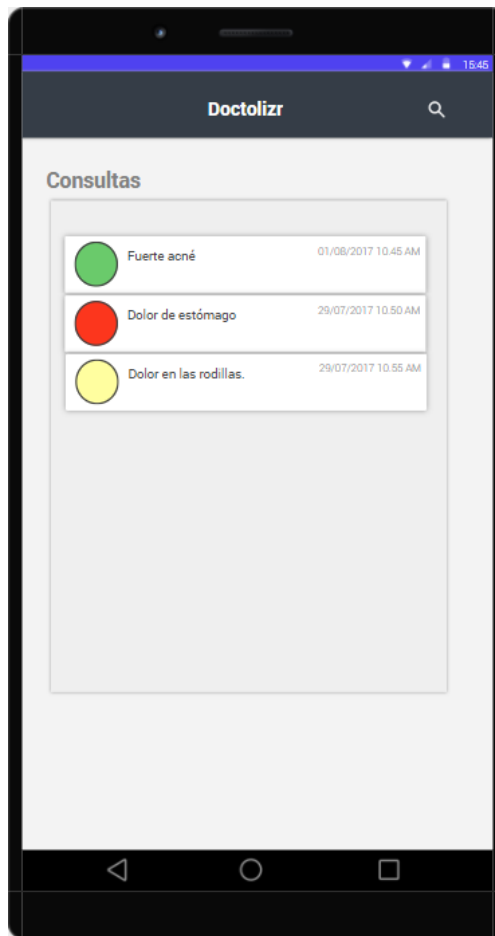 15:45
Doctolizr
Consultas
Fuerte acné 01/08/2017 10.45 AM
Dolor de estómago 29/07/2017 10.50 AM
Dolor en las rodillas. 29/07/2017 10.55 AM